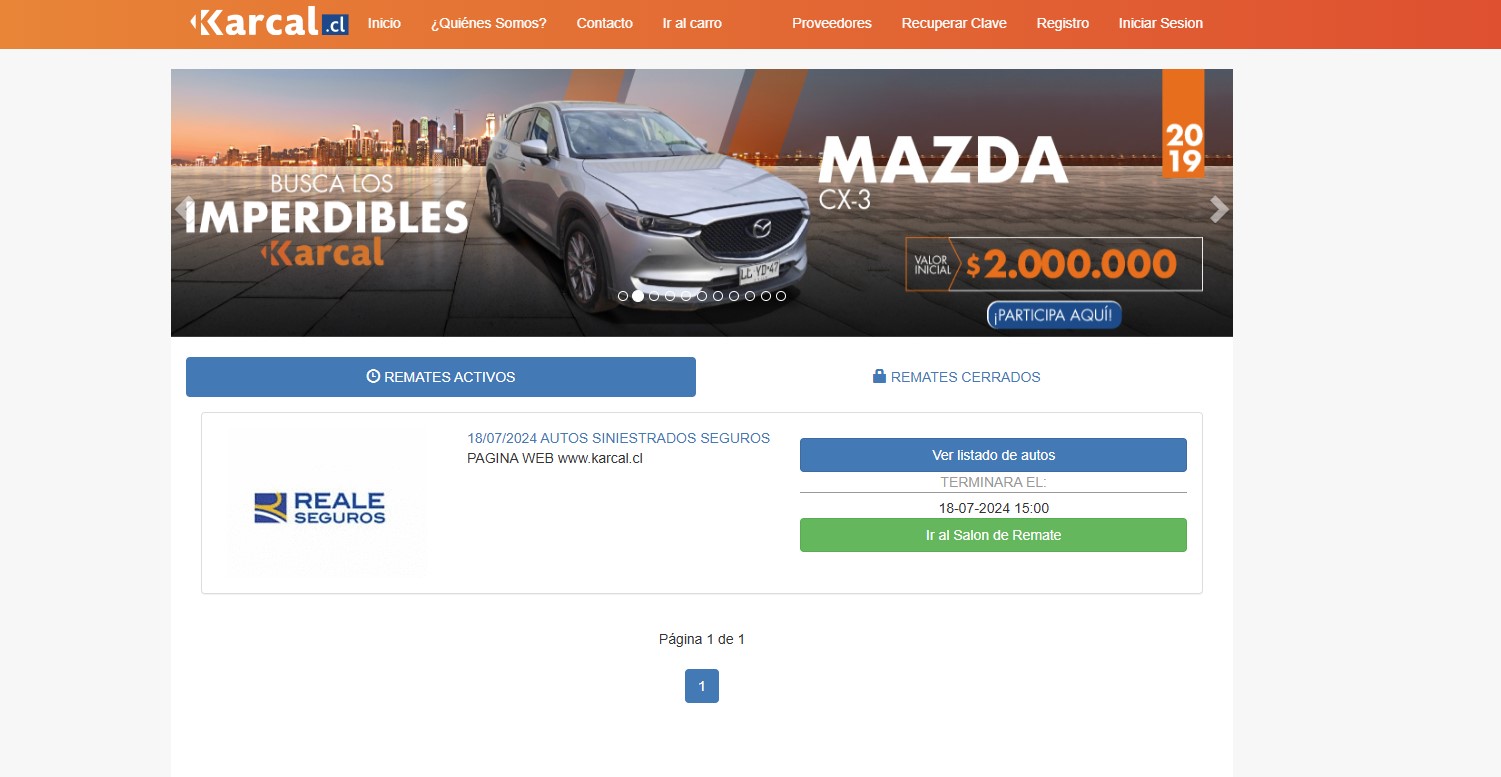 Karcal.cl
Inicio
¿Quiénes Somos?
Contacto
Ir al carro
Proveedores
Recuperar Clave
Registro
Iniciar Sesion
BUSCA LOS
IMPERDIBLES
Karcal
MAZDA
CX-3
20
19
VALOR
INICIAL
$2.000.000
¡PARTICIPA AQUÍ!
LL YD-47
REMATES ACTIVOS
REMATES CERRADOS
REALE
SEGUROS
18/07/2024 AUTOS SINIESTRADOS SEGUROS
PAGINA WEB www.karcal.cl
Ver listado de autos
TERMINARA EL:
18-07-2024 15:00
Ir al Salon de Remate
Página 1 de 1
1